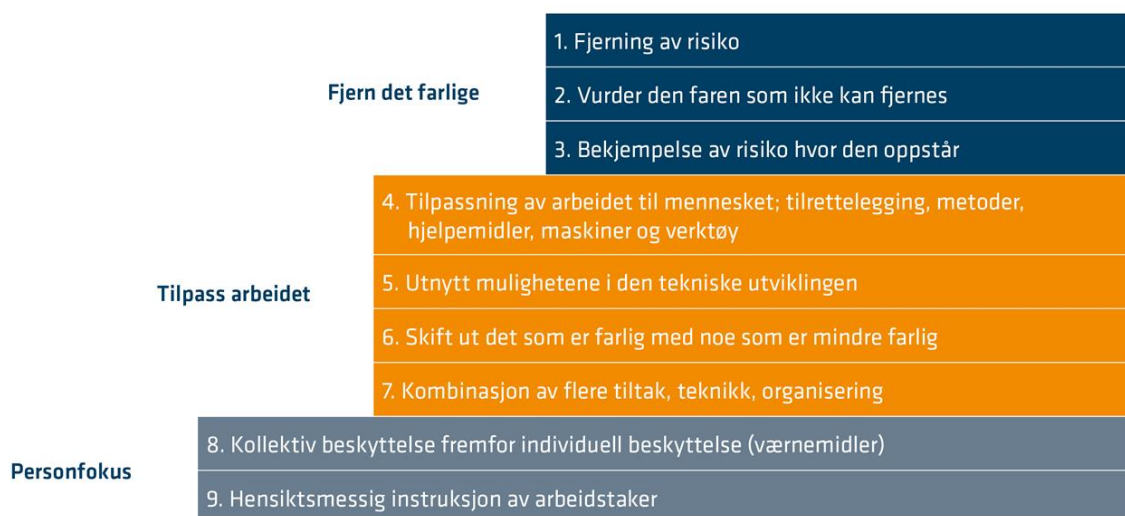 Fjern det farlige
1. Fjerning av risiko
2. Vurder den faren som ikke kan fjernes
3. Bekjempelse av risiko hvor den oppstår
Tilpass arbeidet
4. Tilpassning av arbeidet til mennesket; tilrettelegging, metoder,
hjelpemidler, maskiner og verktøy
5. Utnytt mulighetene i den tekniske utviklingen
6. Skift ut det som er farlig med noe som er mindre farlig
7. Kombinasjon av flere tiltak, teknikk, organisering
Personfokus
8. Kollektiv beskyttelse fremfor individuell beskyttelse (værnemidler)
9. Hensiktsmessig instruksjon av arbeidstaker